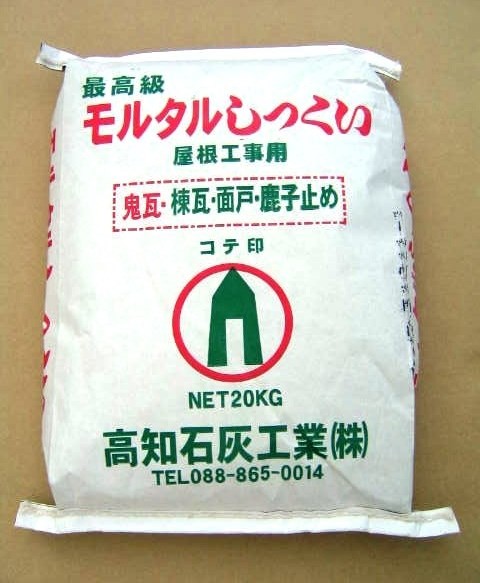 最高級
モルタルしっくい
屋根工事用
鬼瓦・棟瓦・面戸・鹿子止め
コテ印
NET20KG
高知石灰工業(株)
TEL088-865-0014